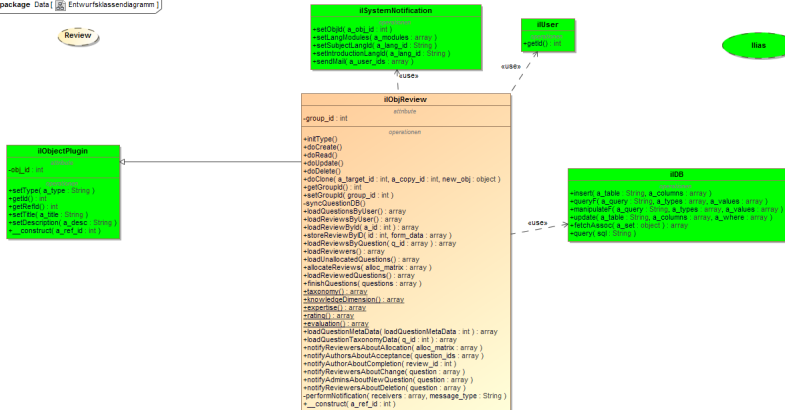 package Data[ Entwurfsklassendiagramm ]
Review
ilSystemNotification
operationen
+setObjId( a_obj_id : int )
+setLangModules( a_modules : array )
+setSubjectLangId( a_lang_id : String )
+setIntroductionLangId( a_lang_id : String )
+sendMail( a_user_ids : array )
ilUser
+getId() : int
Ilias
«use»
«use»
ilObjReview
attribute
-group_id : int
operationen
+initType()
+doCreate()
+doRead()
+doUpdate()
+doDelete()
+doClone( a_target_id : int, a_copy_id : int, new_obj : object )
+getGroupId() : int
+setGroupId( group_id : int )
-syncQuestionDB()
+loadQuestionsByUser() : array
+loadReviewsByUser() : array
+loadReviewById( a_id : int ) : array
+storeReviewByID( id : int, form_data : array )
+loadReviewsByQuestion( q_id : array ) : array
+loadReviewers() : array
+loadUnallocatedQuestions() : array
+allocateReviews( alloc_matrix : array )
+loadReviewedQuestions() : array
+finishQuestions( questions : array )
+taxonomy() : array
+knowledgeDimension() : array
+expertise() : array
+rating() : array
+evaluation() : array
+loadQuestionMetaData( loadQuestionMetaData : int ) : array
+loadQuestionTaxonomyData( q_id : int ) : array
+notifyReviewersAboutAllocation( alloc_matrix : array )
+notifyAuthorsAboutAcceptance( question_ids : array )
+notifyAuthorAboutCompletion( review_id : int )
+notifyReviewersAboutChange( question : array )
+notifyAdminsAboutNewQuestion( question : array )
+notifyReviewersAboutDeletion( question : array )
-performNotification( receivers : array, message_type : String )
+__construct( a_ref_id : int )
ilObjectPlugin
attribute
-obj_id : int
+setType( a_type : String )
+getId() : int
+getRefId() : int
+setTitle( a_title : String )
+setDescription( a_desc : String )
+__construct( a_ref_id : int )
«use»
ilDB
operationen
+insert( a_table : String, a_columns : array )
+queryF( a_query : String, a_types : array, a_values : array )
+manipulateF( a_query : String, a_types : array, a_values : array )
+update( a_table : String, a_columns : array, a_where : array )
+fetchAssoc( a_set : object ) : array
+query( sql : String )